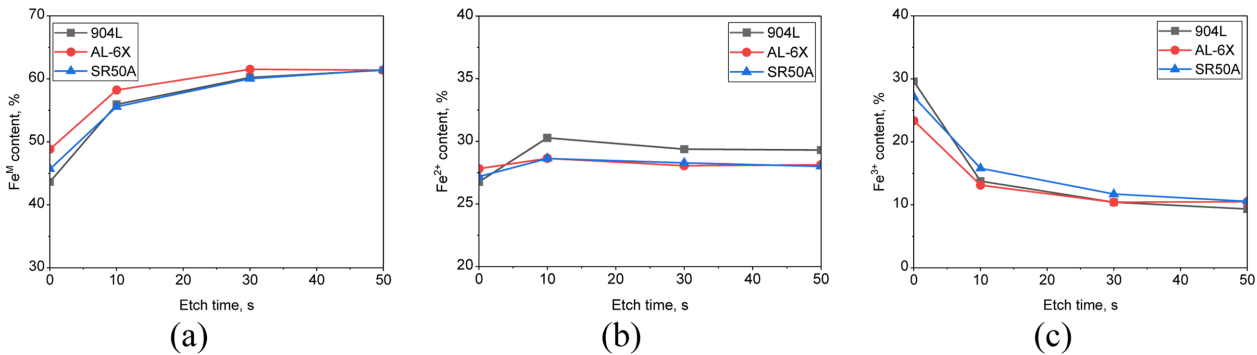 70
60
50
40
30
Fe^M content, %
904L
AL-6X
SR50A
0 10 20 30 40 50
Etch time, s
(a)
40
35
30
25
20
Fe^2+ content, %
904L
AL-6X
SR50A
0 10 20 30 40 50
Etch time, s
(b)
40
30
20
10
0
Fe^3+ content, %
904L
AL-6X
SR50A
0 10 20 30 40 50
Etch time, s
(c)